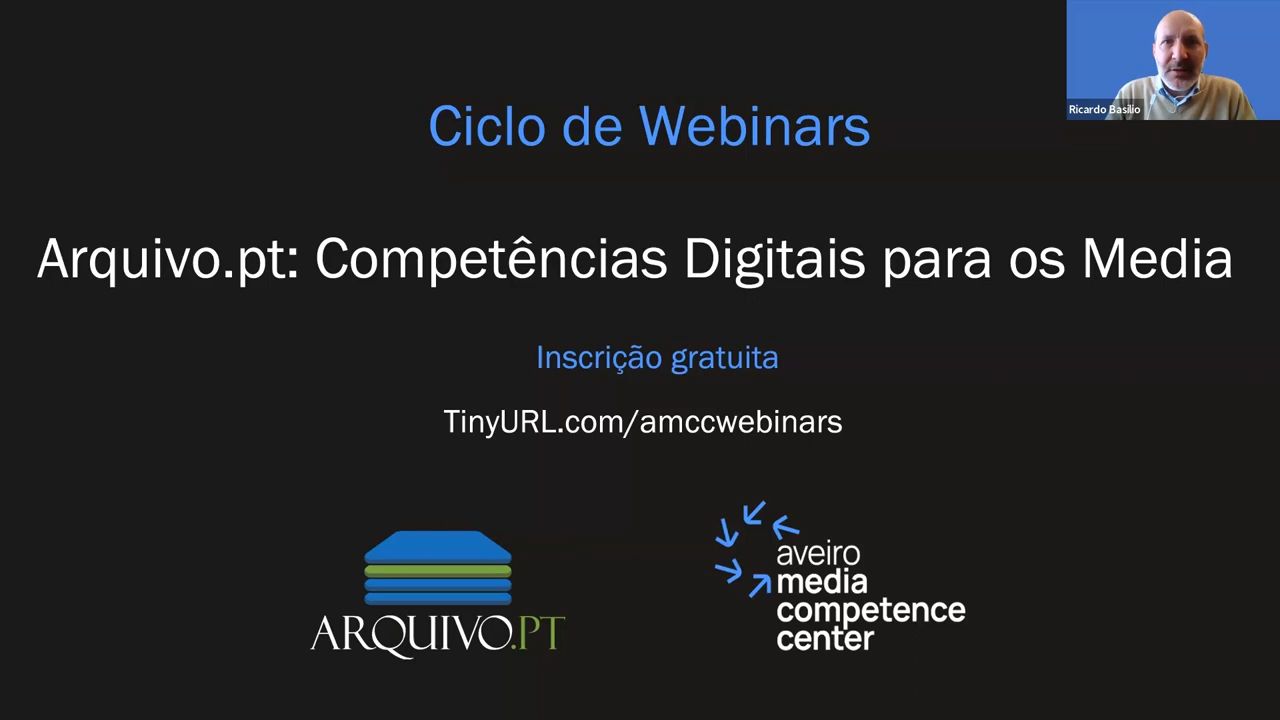 Ricardo Basílio
Ciclo de Webinars
Arquivo.pt: Competências Digitais para os Media
Inscrição gratuita
TinyURL.com/amccwebinars
ARQUIVO.PT
aveiro
media
competence
center